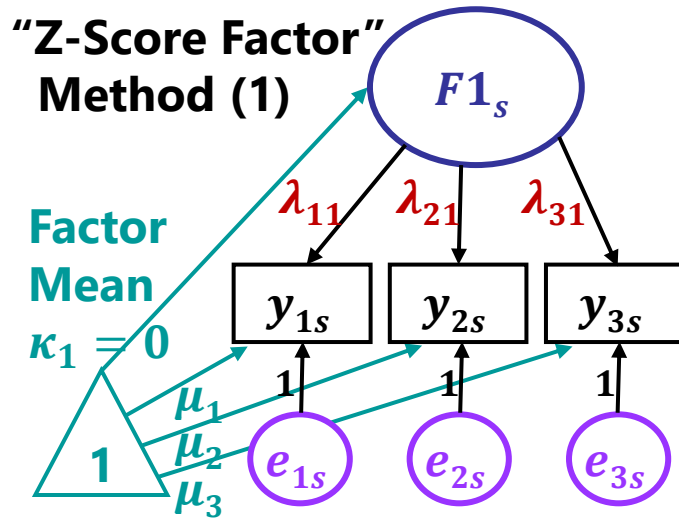 “Z-Score Factor”
Method (1)
F1ₛ
λ₁₁ λ₂₁ λ₃₁
Factor
Mean
κ₁ = 0
y₁ₛ y₂ₛ y₃ₛ
1 1 1
μ₁
μ₂
μ₃
1
e₁ₛ e₂ₛ e₃ₛ